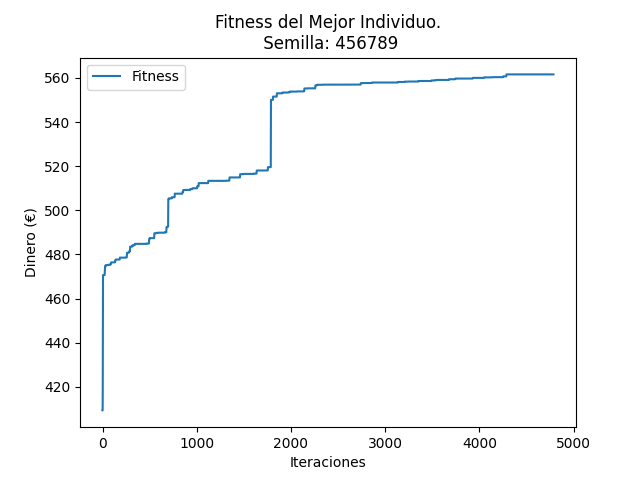 Fitness del Mejor Individuo.
Semilla: 456789
Fitness
560
540
520
500
480
460
440
420
Dinero (€)
0 1000 2000 3000 4000 5000
Iteraciones